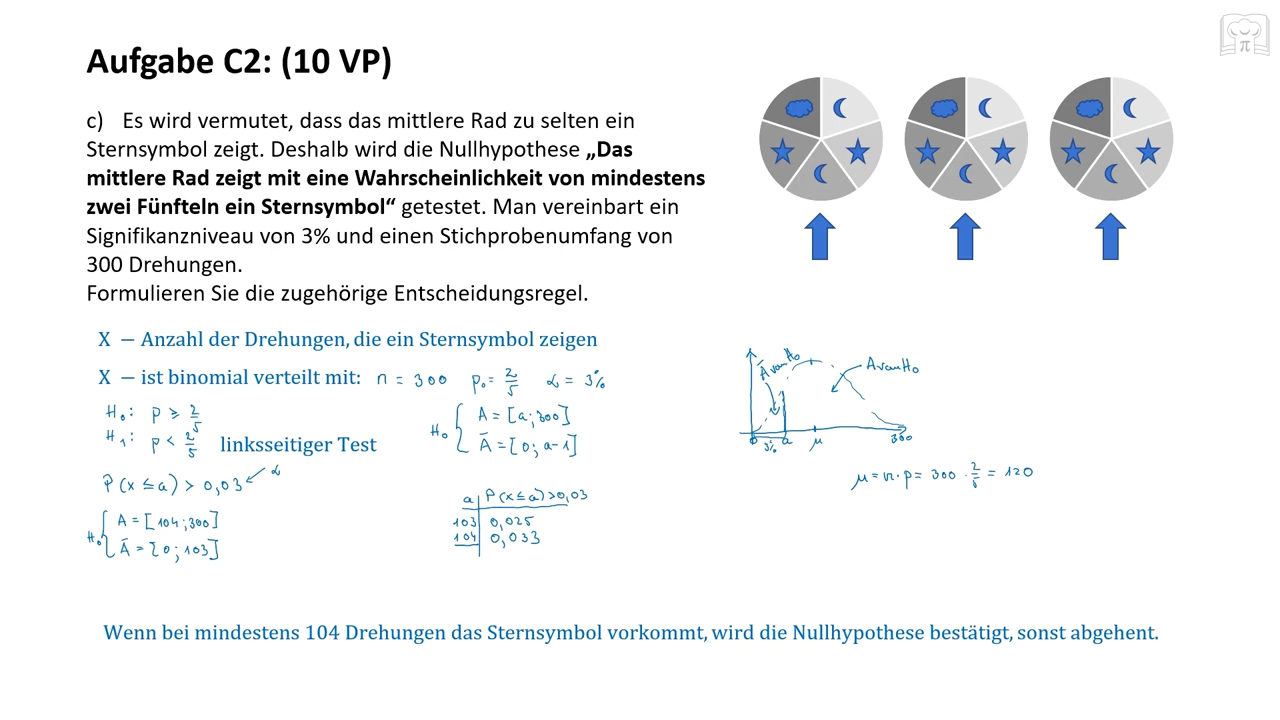 Aufgabe C2: (10 VP)
c) Es wird vermutet, dass das mittlere Rad zu selten ein
Sternsymbol zeigt. Deshalb wird die Nullhypothese „Das
mittlere Rad zeigt mit eine Wahrscheinlichkeit von mindestens
zwei Fünfteln ein Sternsymbol“ getestet. Man vereinbart ein
Signifikanzniveau von 3% und einen Stichprobenumfang von
300 Drehungen.
Formulieren Sie die zugehörige Entscheidungsregel.
X – Anzahl der Drehungen, die ein Sternsymbol zeigen
X – ist binomial verteilt mit: n = 300 p₀ = 2/5 α = 3%
H₀: p ≥ 2/5
H₁: p < 2/5 linksseitiger Test
P(x ≤ a) > 0,03 ← α
H₀ { A = [104; 300]
Ā = [0; 103]
H₀ { A = [a; 300]
Ā = [0; a-1]
a | P(x ≤ a) > 0,03
103 | 0,025
104 | 0,033
Ā von H₀
A von H₀
0 a μ 300
3%
μ = n · p = 300 · 2/5 = 120
Wenn bei mindestens 104 Drehungen das Sternsymbol vorkommt, wird die Nullhypothese bestätigt, sonst abgehent.
π